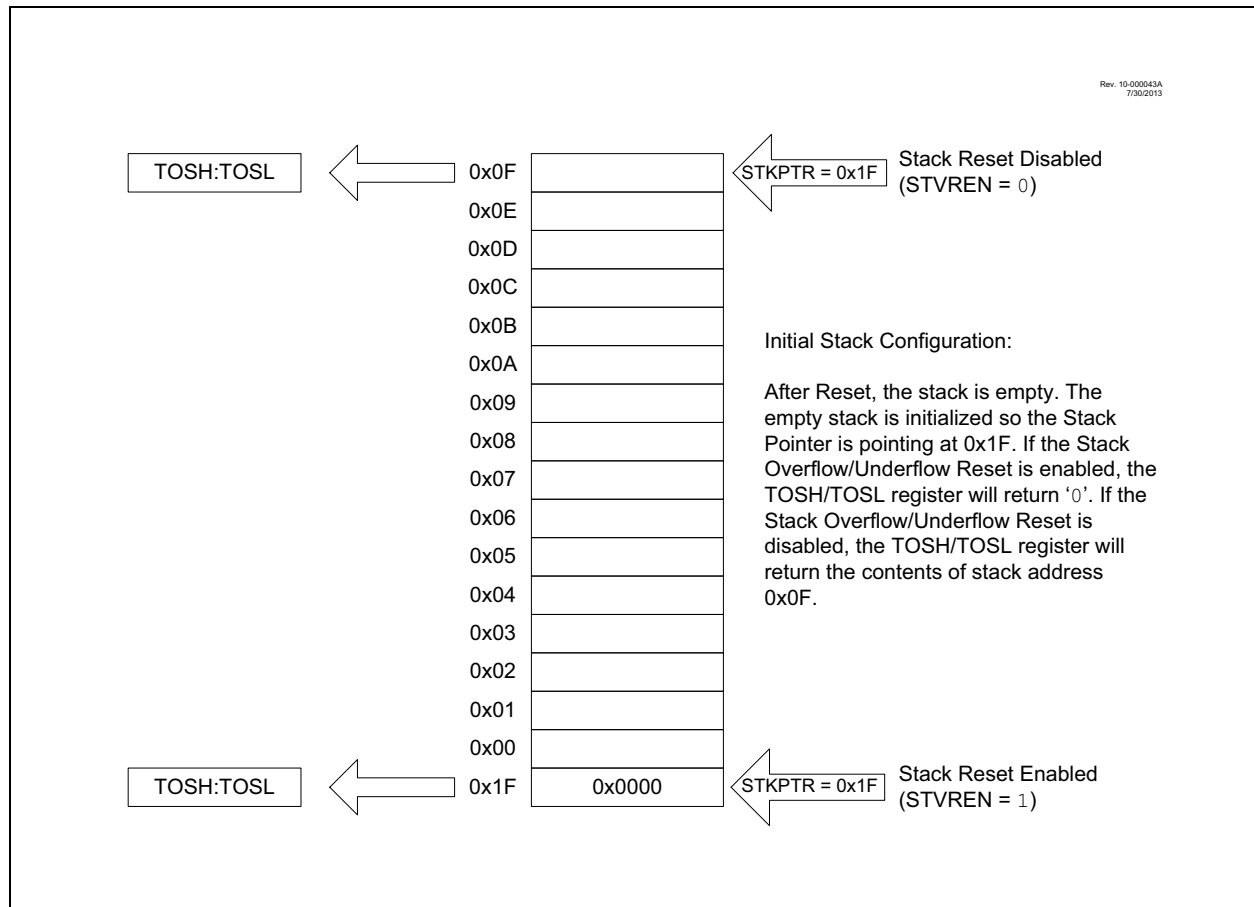 Rev. 10-000043A
7/30/2013
TOSH:TOSL
0x0F
STKPTR = 0x1F
Stack Reset Disabled
(STVREN = 0)
0x0E
0x0D
0x0C
0x0B
0x0A
0x09
0x08
0x07
0x06
0x05
0x04
0x03
0x02
0x01
0x00
Initial Stack Configuration:
After Reset, the stack is empty. The
empty stack is initialized so the Stack
Pointer is pointing at 0x1F. If the Stack
Overflow/Underflow Reset is enabled, the
TOSH/TOSL register will return ‘0’. If the
Stack Overflow/Underflow Reset is
disabled, the TOSH/TOSL register will
return the contents of stack address
0x0F.
TOSH:TOSL
0x1F
0x0000
STKPTR = 0x1F
Stack Reset Enabled
(STVREN = 1)